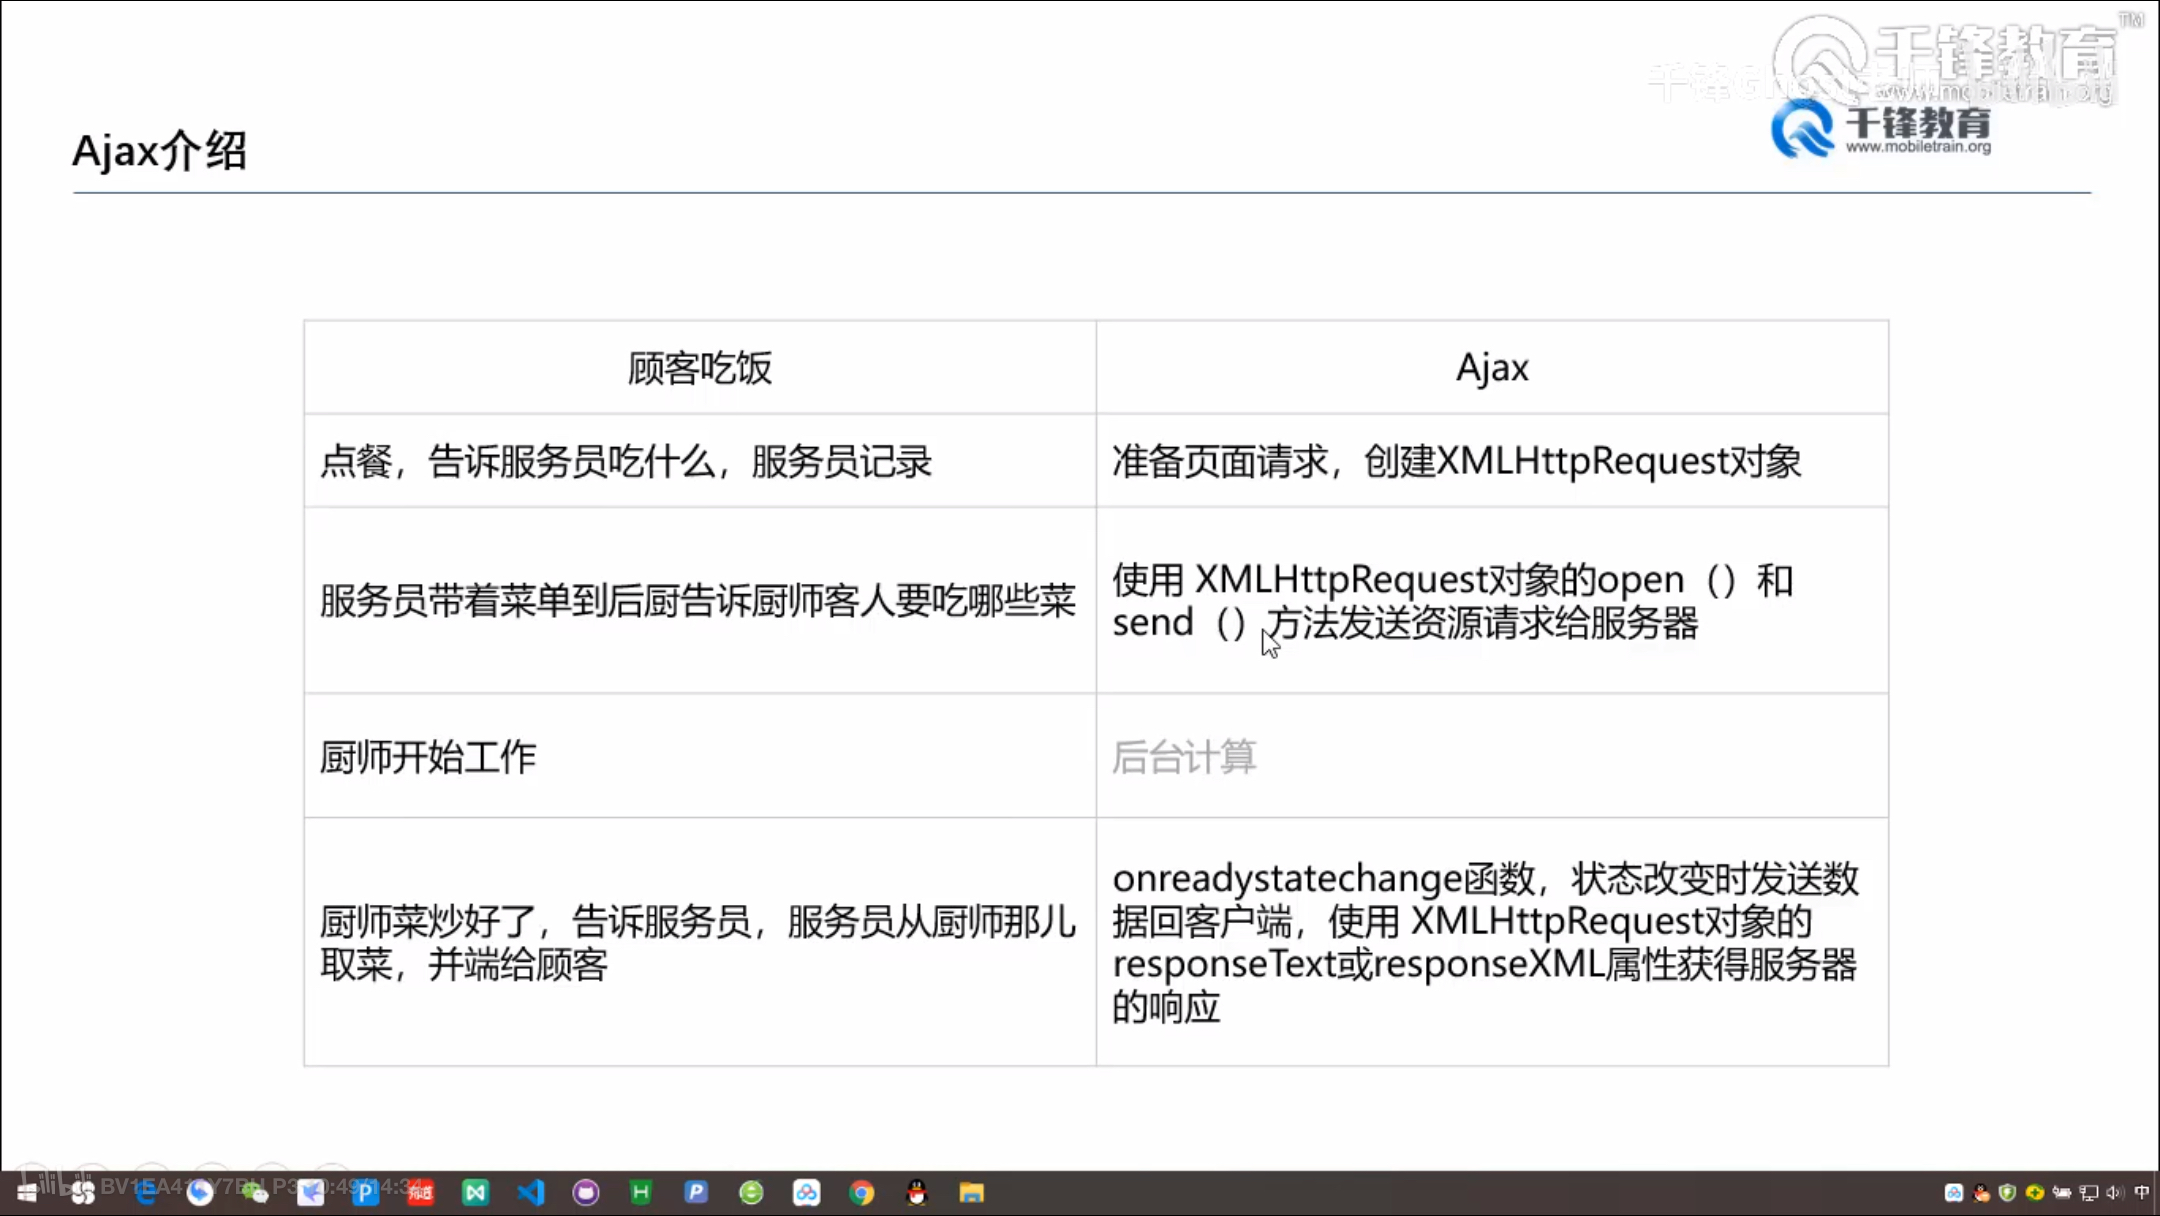 千锋教育
www.mobiletrain.org
TM
千锋教育
www.mobiletrain.org
Ajax介绍
顾客吃饭
Ajax
点餐，告诉服务员吃什么，服务员记录
准备页面请求，创建XMLHttpRequest对象
服务员带着菜单到后厨告诉厨师客人要吃哪些菜
使用 XMLHttpRequest对象的open（）和
send（）方法发送资源请求给服务器
厨师开始工作
后台计算
厨师菜炒好了，告诉服务员，服务员从厨师那儿
取菜，并端给顾客
onreadystatechange函数，状态改变时发送数
据回客户端，使用 XMLHttpRequest对象的
responseText或responseXML属性获得服务器
的响应
中